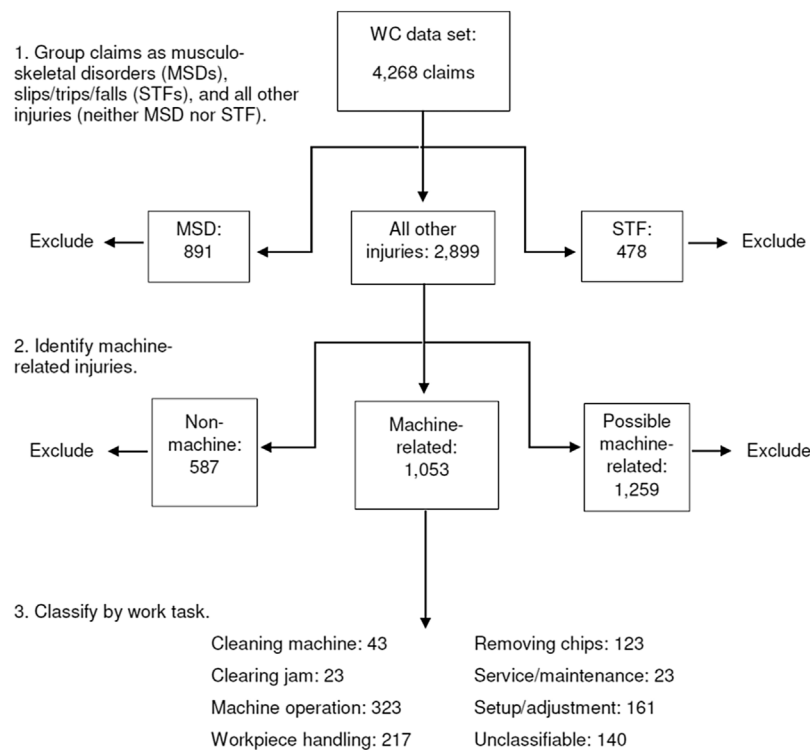 WC data set:
4,268 claims
1. Group claims as musculo-
skeletal disorders (MSDs),
slips/trips/falls (STFs), and all other
injuries (neither MSD nor STF).
Exclude
MSD:
891
All other
injuries: 2,899
STF:
478
Exclude
2. Identify machine-
related injuries.
Exclude
Non-
machine:
587
Machine-
related:
1,053
Possible
machine-
related:
1,259
Exclude
3. Classify by work task.
Cleaning machine: 43
Clearing jam: 23
Machine operation: 323
Workpiece handling: 217
Removing chips: 123
Service/maintenance: 23
Setup/adjustment: 161
Unclassifiable: 140